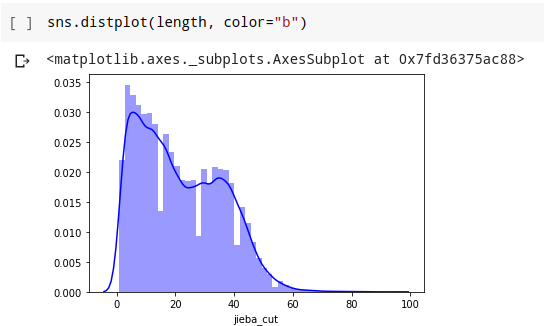 [ ] sns.distplot(length, color="b")
<matplotlib.axes._subplots.AxesSubplot at 0x7fd36375ac88>
0.035
0.030
0.025
0.020
0.015
0.010
0.005
0.000
0 20 40 60 80 100
jieba_cut